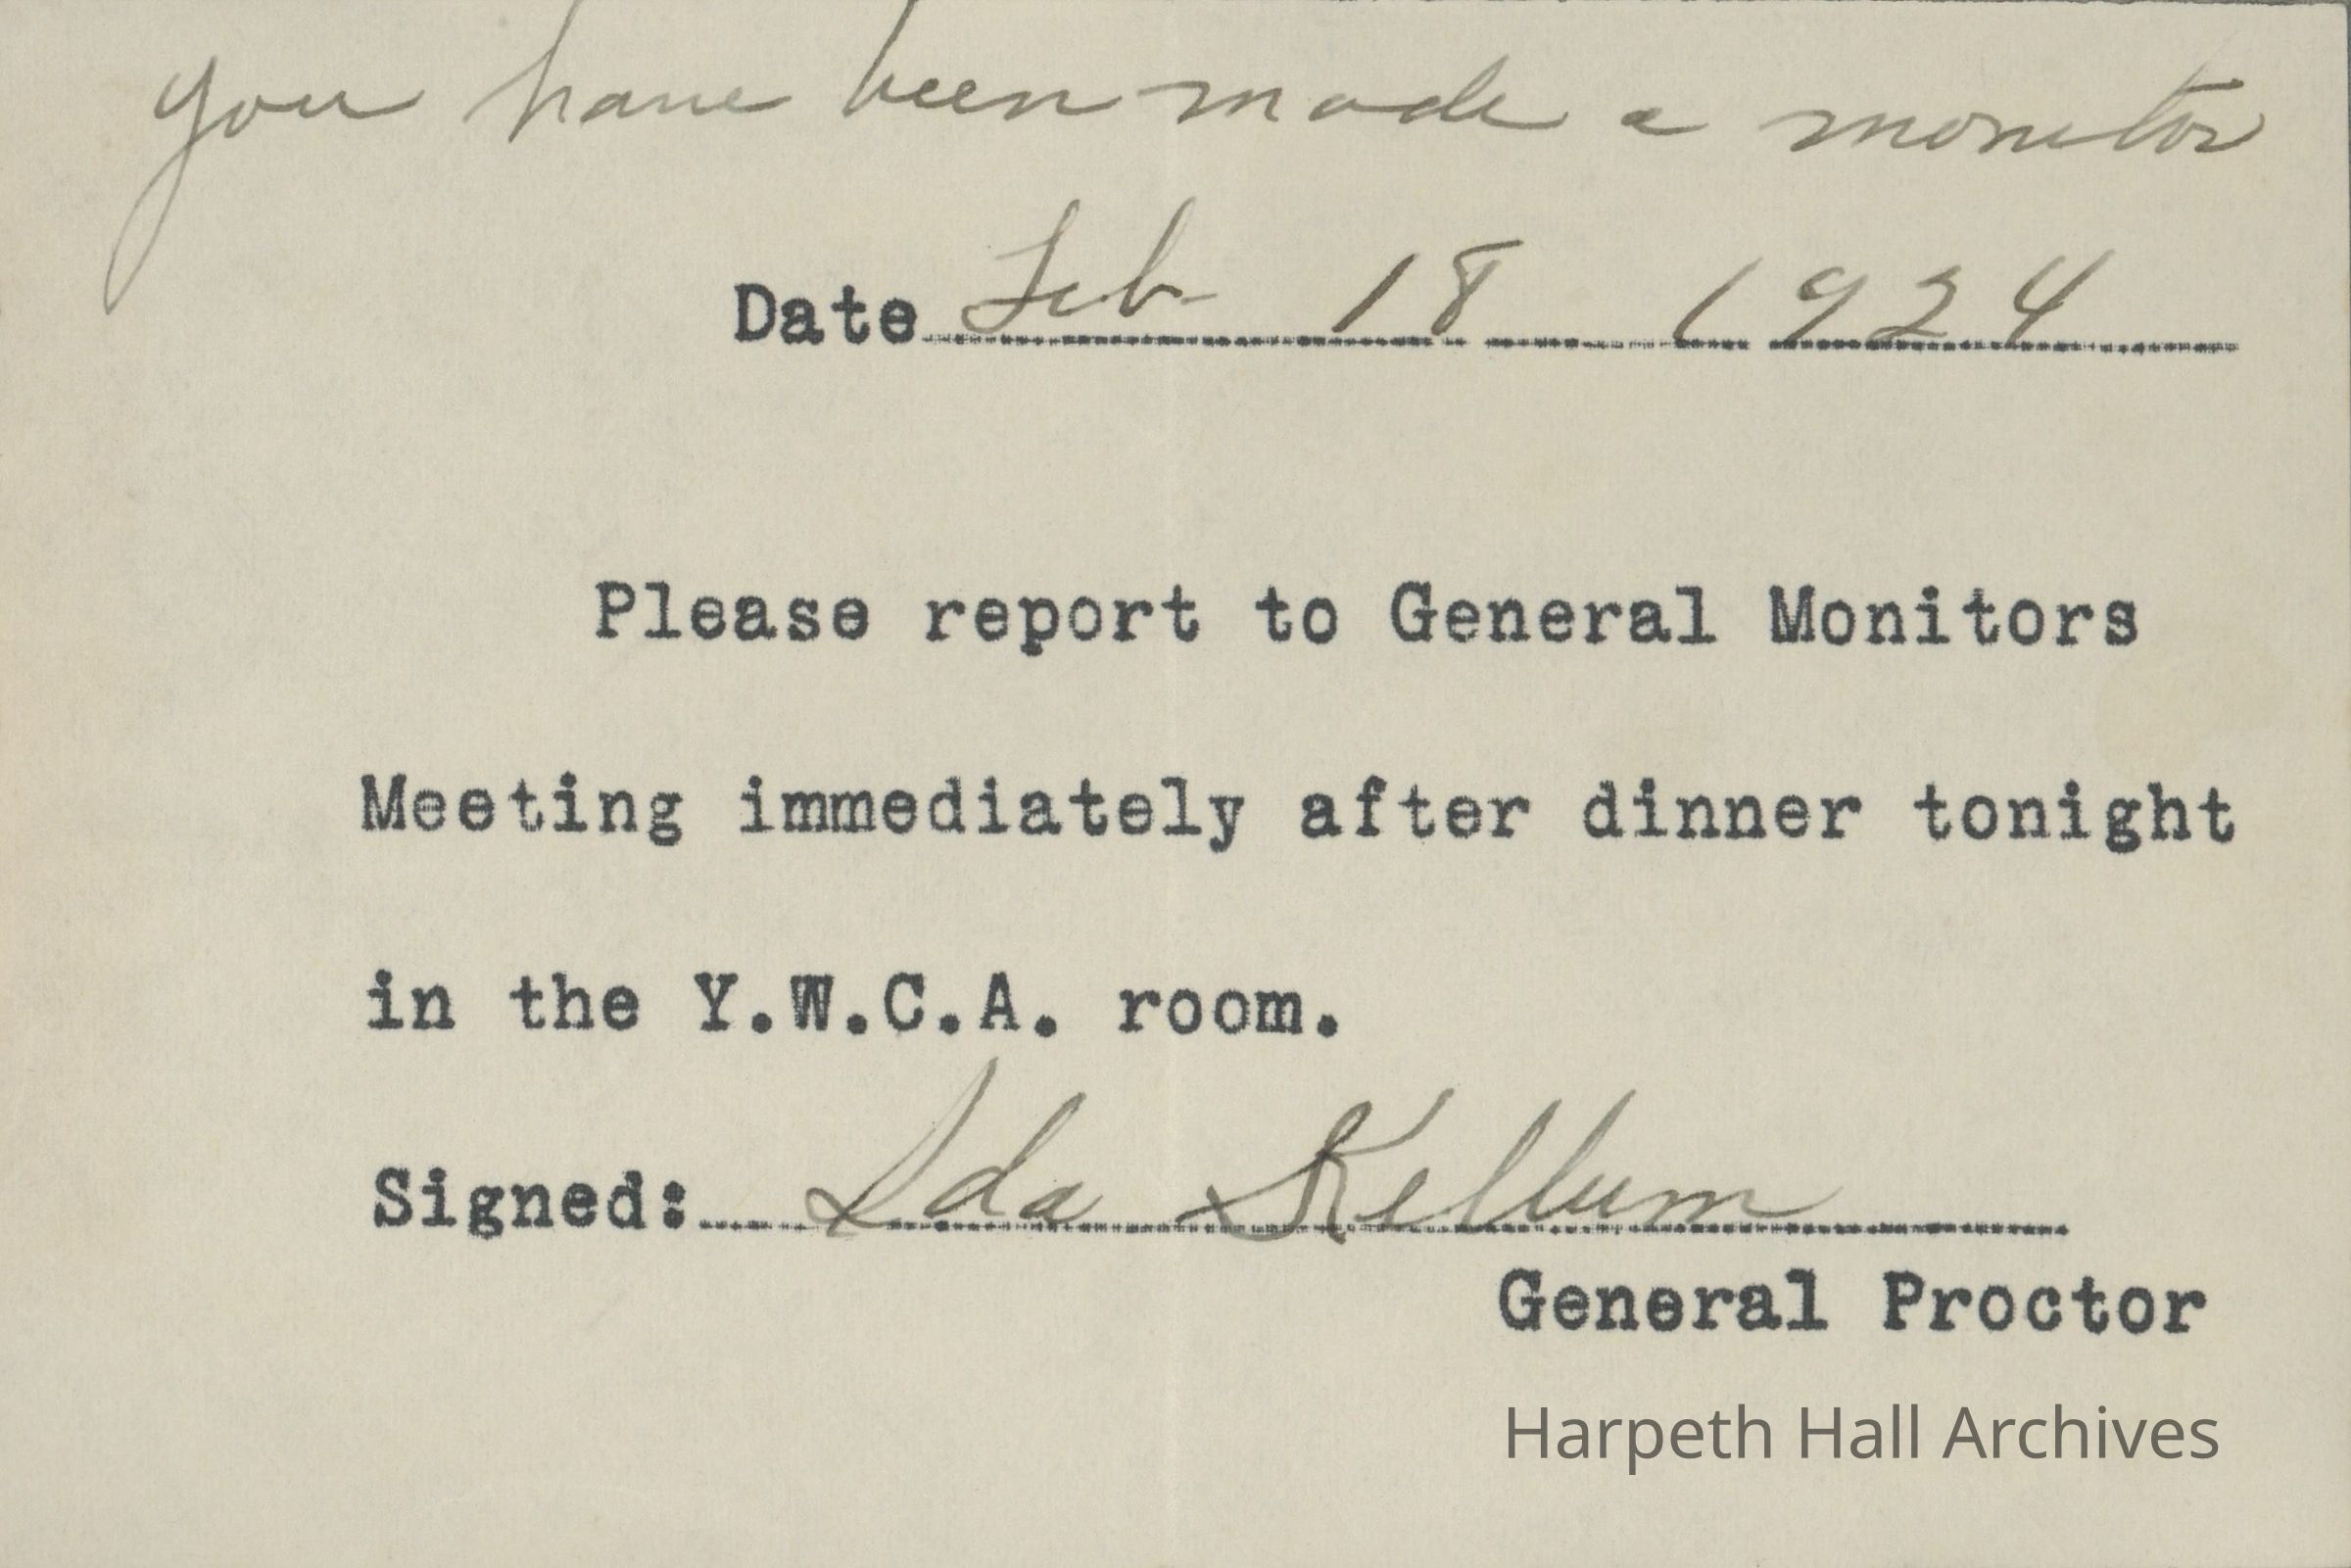 you have been made a monitor
Date Feb 18 1924
Please report to General Monitors
Meeting immediately after dinner tonight
in the Y.W.C.A. room.
Signed: Ida Kellum
General Proctor
Harpeth Hall Archives